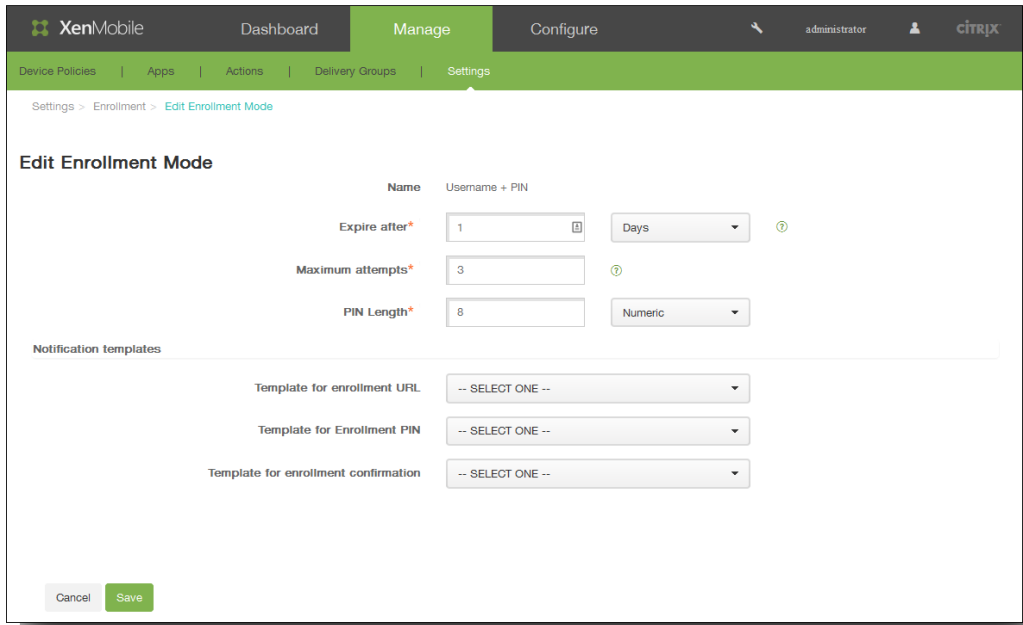 XenMobile Dashboard Manage Configure administrator CİTRIX
Device Policies | Apps | Actions | Delivery Groups | Settings
Settings > Enrollment > Edit Enrollment Mode
Edit Enrollment Mode
Name Username + PIN
Expire after* 1 Days ?
Maximum attempts* 3 ?
PIN Length* 8 Numeric
Notification templates
Template for enrollment URL -- SELECT ONE --
Template for Enrollment PIN -- SELECT ONE --
Template for enrollment confirmation -- SELECT ONE --
Cancel Save